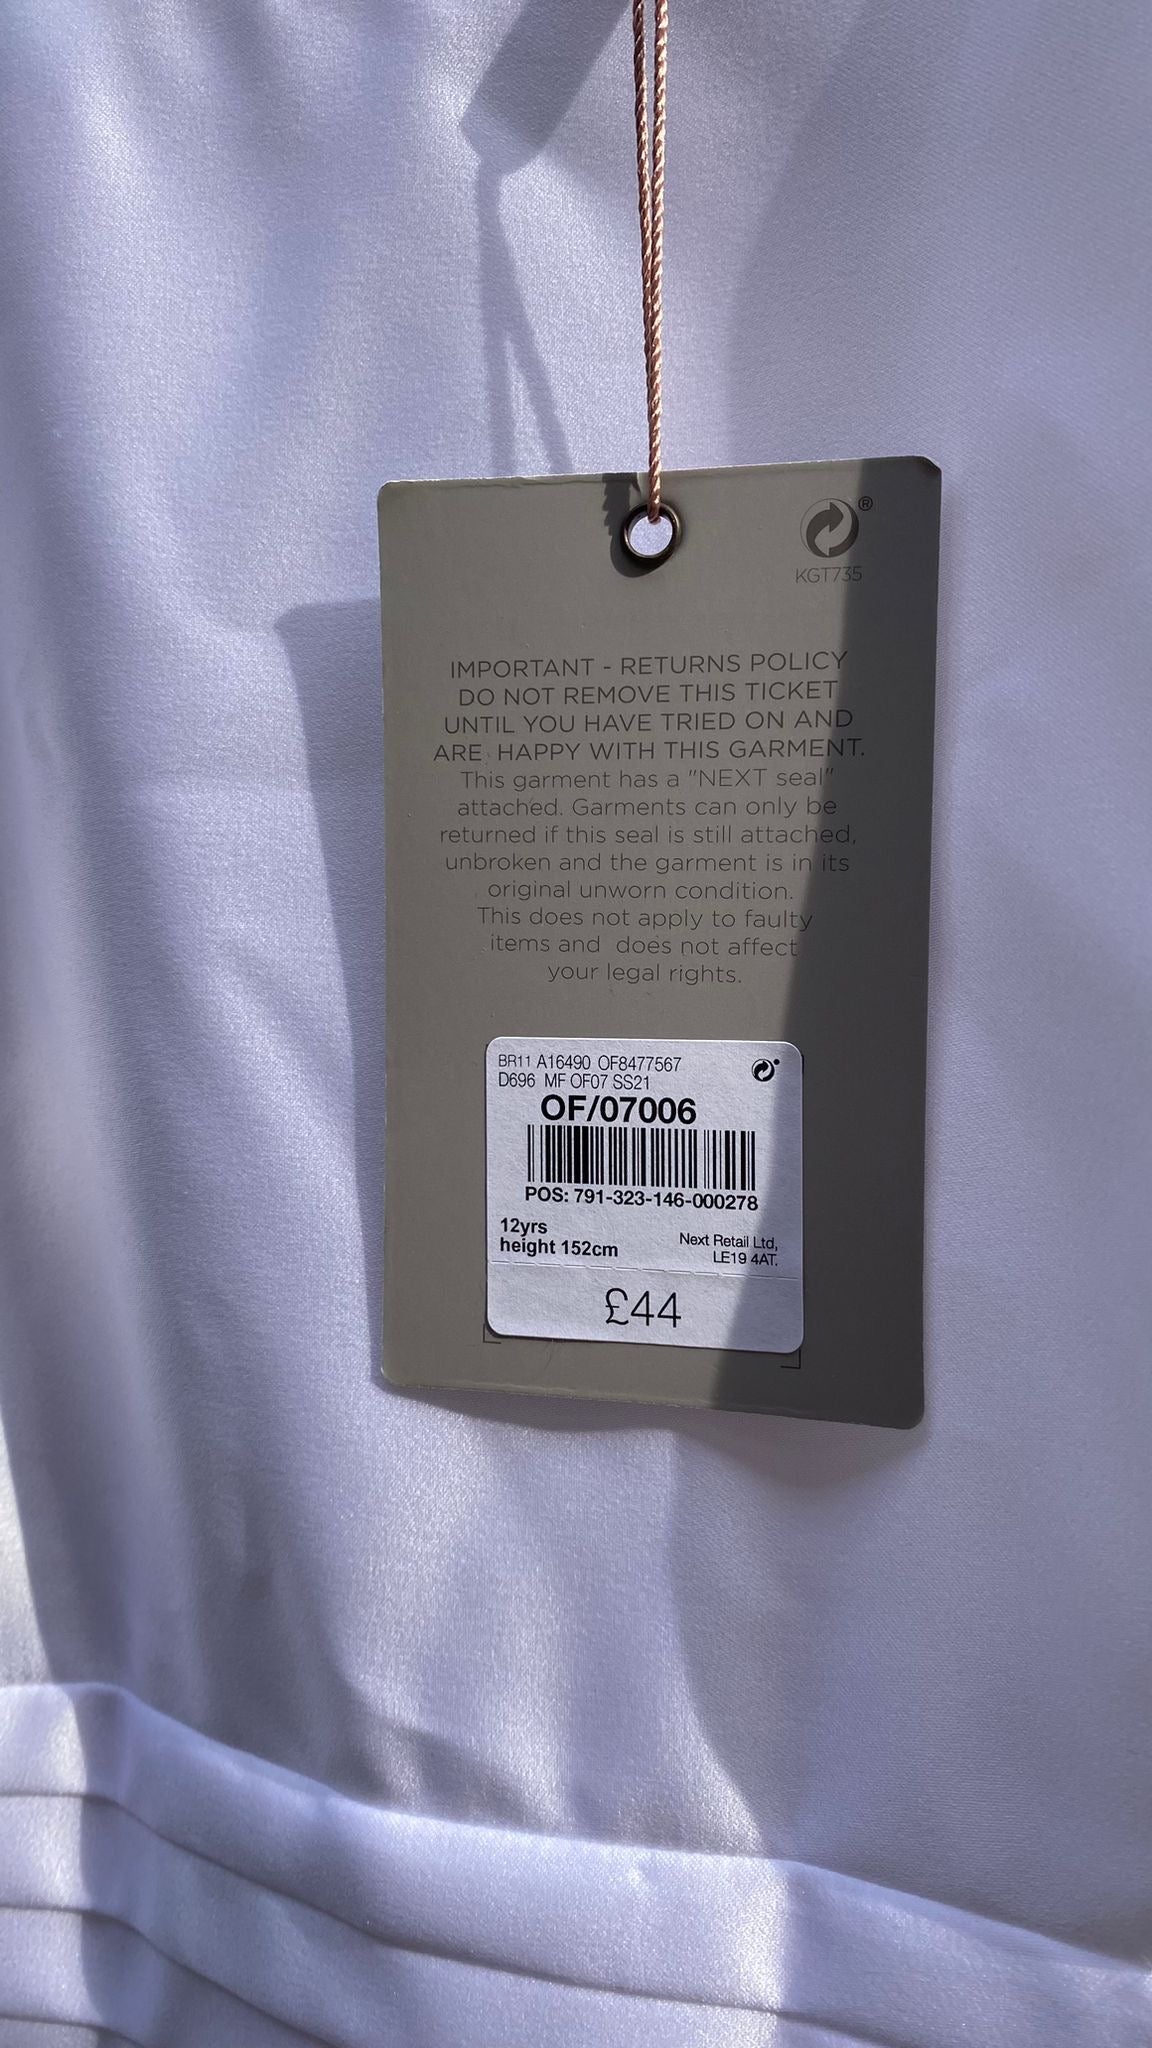 ®
KGT735
IMPORTANT - RETURNS POLICY
DO NOT REMOVE THIS TICKET
UNTIL YOU HAVE TRIED ON AND
ARE HAPPY WITH THIS GARMENT.
This garment has a "NEXT seal"
attached. Garments can only be
returned if this seal is still attached,
unbroken and the garment is in its
original unworn condition.
This does not apply to faulty
items and does not affect
your legal rights.
BR11 A16490 OF8477567
D696 MF OF07 SS21
OF/07006
POS: 791-323-146-000278
12yrs
height 152cm
Next Retail Ltd,
LE19 4AT.
£44